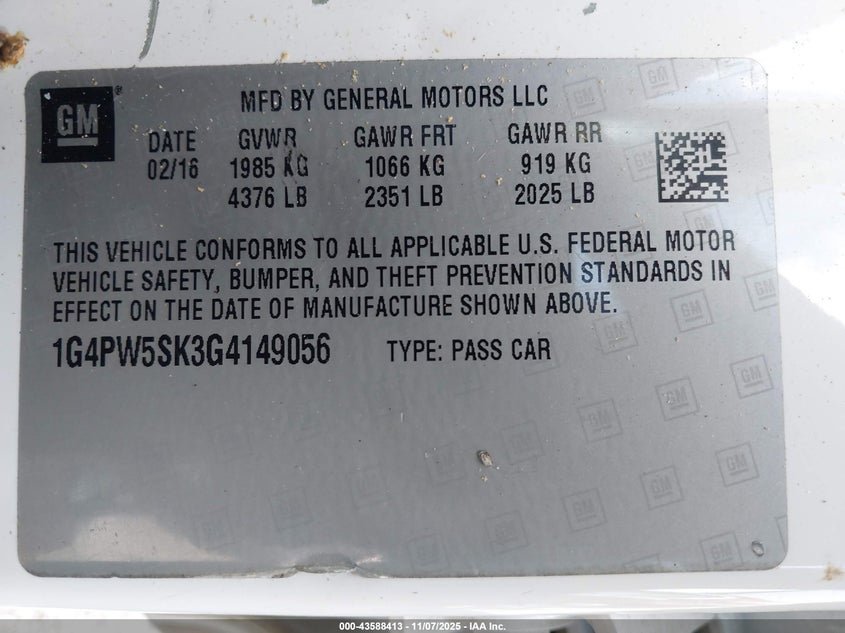 GM
®
MFD BY GENERAL MOTORS LLC
DATE GVWR GAWR FRT GAWR RR
02/16 1985 KG 1066 KG 919 KG
4376 LB 2351 LB 2025 LB
THIS VEHICLE CONFORMS TO ALL APPLICABLE U.S. FEDERAL MOTOR
VEHICLE SAFETY, BUMPER, AND THEFT PREVENTION STANDARDS IN
EFFECT ON THE DATE OF MANUFACTURE SHOWN ABOVE.
1G4PW5SK3G4149056 TYPE: PASS CAR
000-43588413 - 11/07/2025 - IAA Inc.